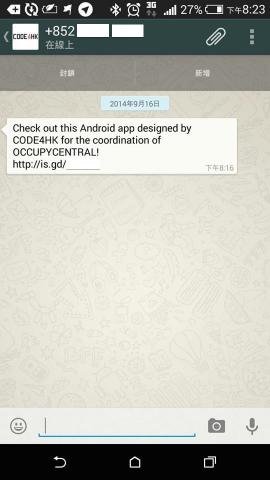 3G
27%
下午8:23
CODE4HK
+852
在線上
封鎖
新增
2014年9月16日
Check out this Android app designed by
CODE4HK for the coordination of
OCCUPYCENTRAL!
http://is.gd/______
下午8:16